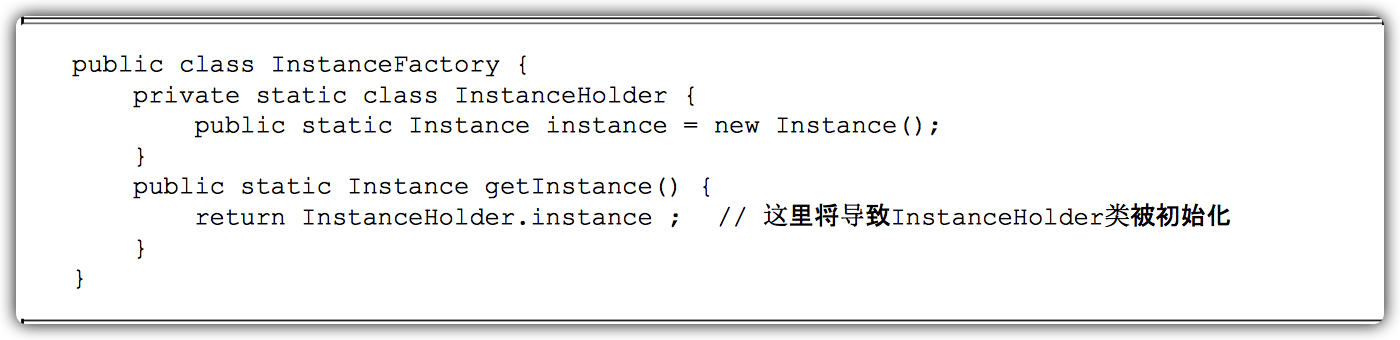 public class InstanceFactory {
    private static class InstanceHolder {
        public static Instance instance = new Instance();
    }
    public static Instance getInstance() {
        return InstanceHolder.instance ;  // 这里将导致InstanceHolder类被初始化
    }
}